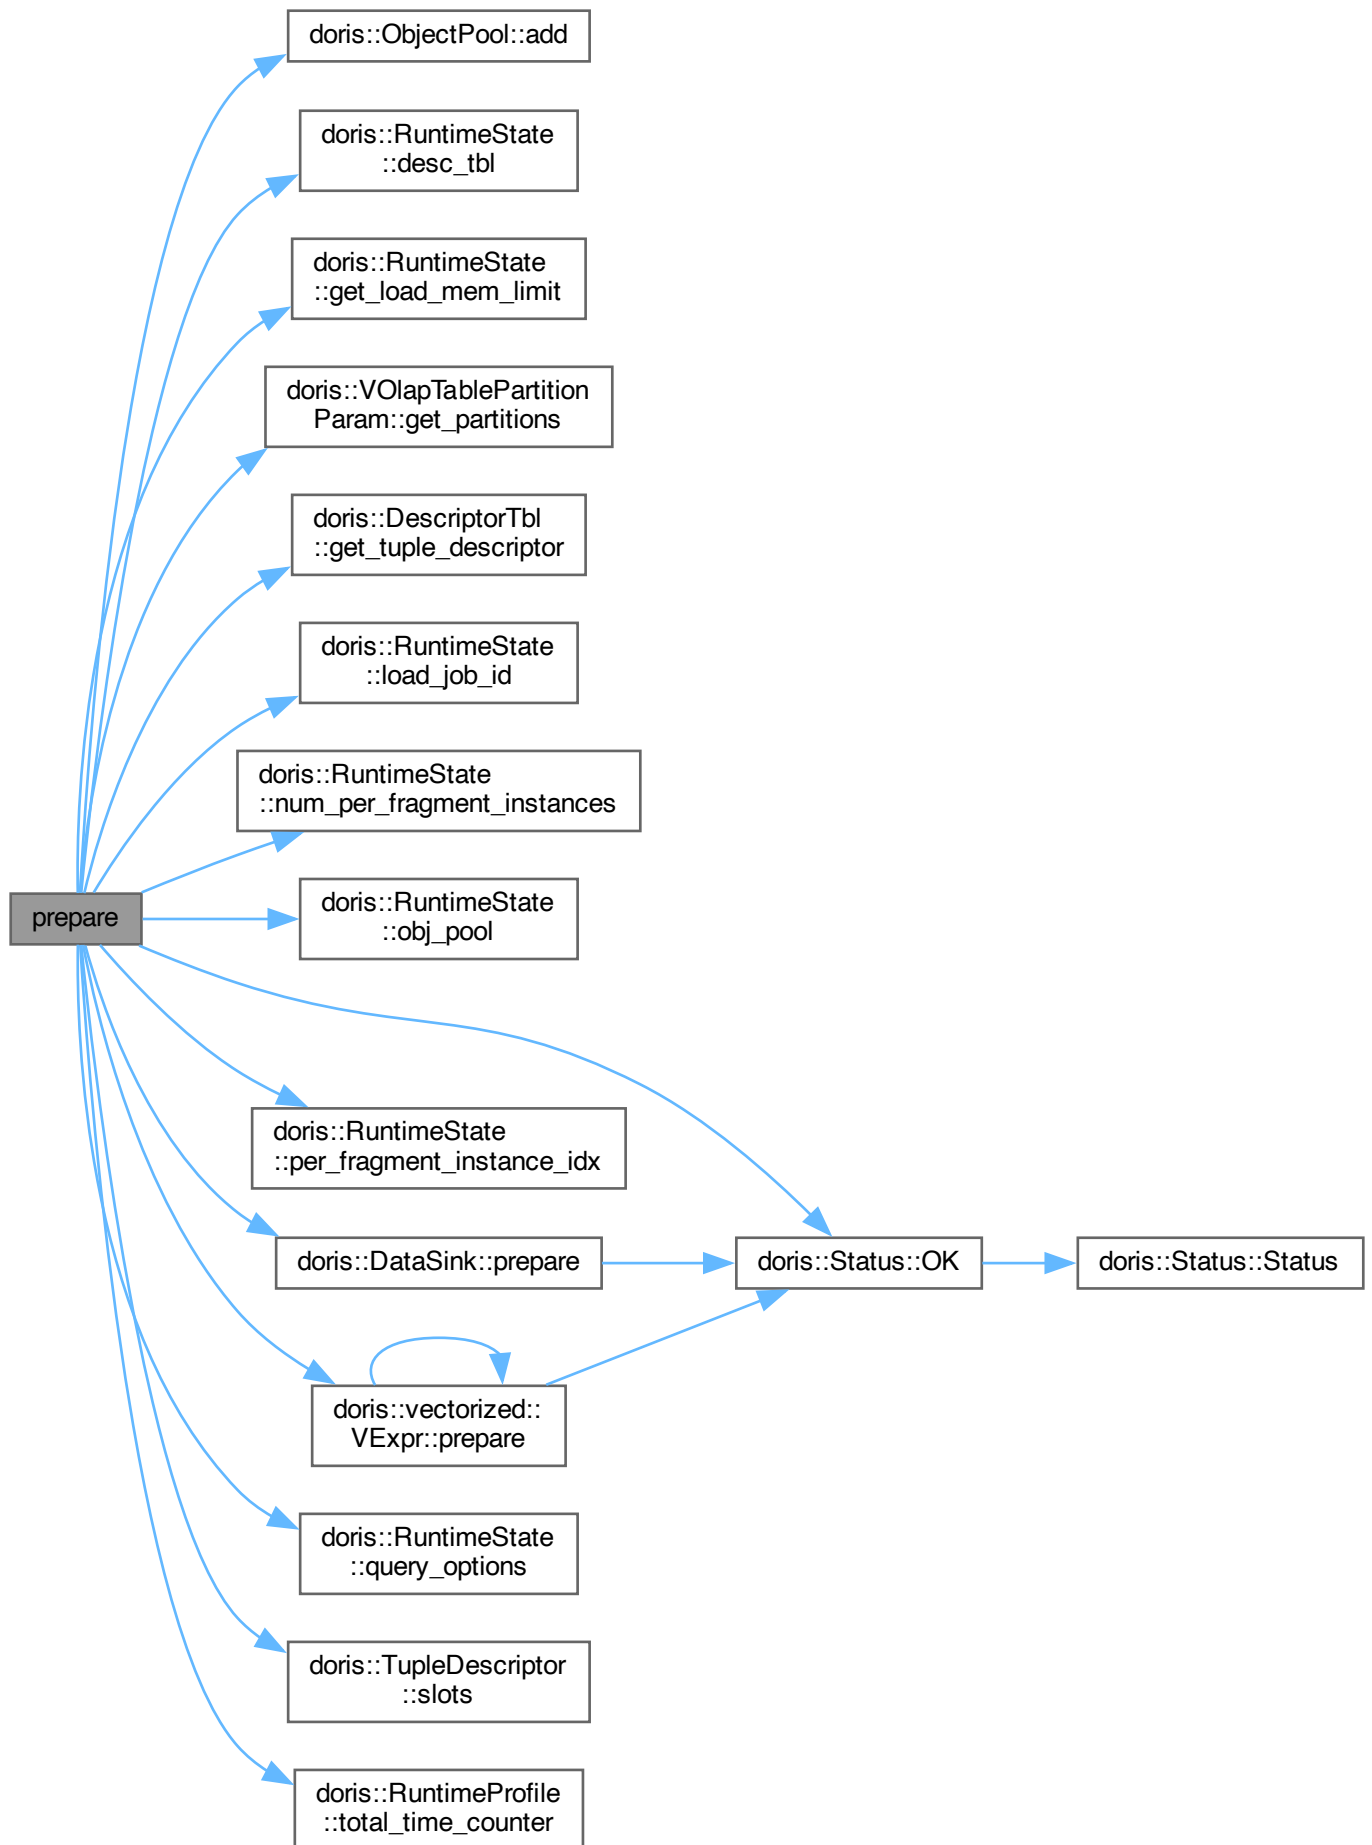 doris::ObjectPool::add
doris::RuntimeState
::desc_tbl
doris::RuntimeState
::get_load_mem_limit
doris::VOlapTablePartition
Param::get_partitions
doris::DescriptorTbl
::get_tuple_descriptor
doris::RuntimeState
::load_job_id
doris::RuntimeState
::num_per_fragment_instances
prepare
doris::RuntimeState
::obj_pool
doris::RuntimeState
::per_fragment_instance_idx
doris::DataSink::prepare
doris::Status::OK
doris::Status::Status
doris::vectorized::
VExpr::prepare
doris::RuntimeState
::query_options
doris::TupleDescriptor
::slots
doris::RuntimeProfile
::total_time_counter